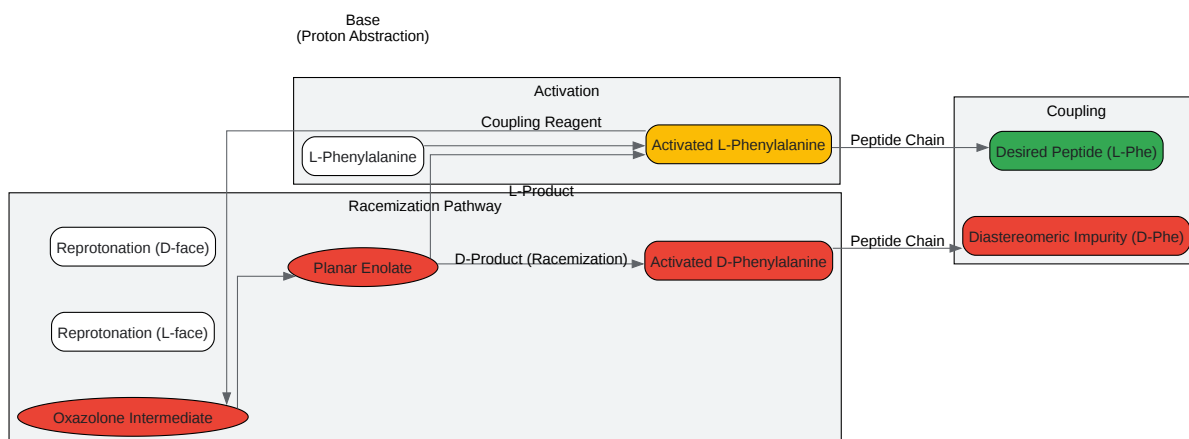 Base
(Proton Abstraction)
Activation
Coupling Reagent
L-Phenylalanine
Activated L-Phenylalanine
Peptide Chain
Coupling
Desired Peptide (L-Phe)
L-Product
Racemization Pathway
Reprotonation (D-face)
Planar Enolate
D-Product (Racemization)
Activated D-Phenylalanine
Peptide Chain
Diastereomeric Impurity (D-Phe)
Reprotonation (L-face)
Oxazolone Intermediate